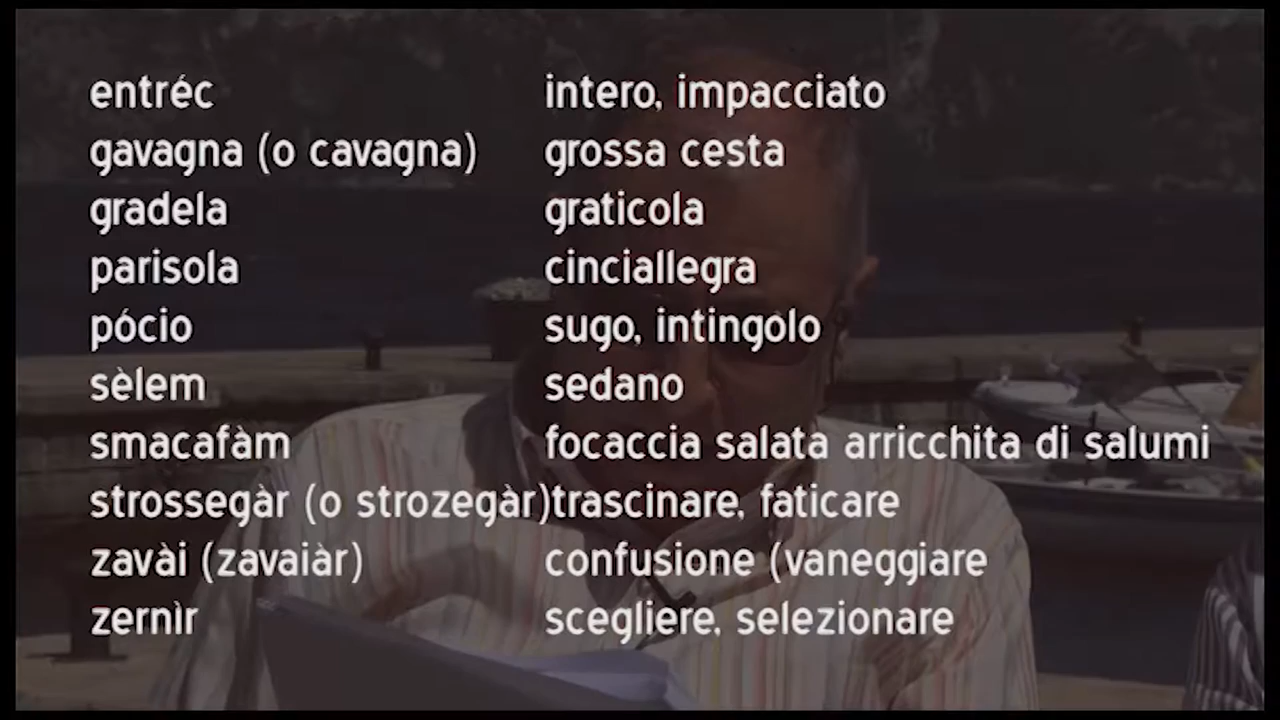 entréc intero, impacciato
gavagna (o cavagna) grossa cesta
gradela graticola
parisola cinciallegra
pócio sugo, intingolo
sèlem sedano
smacafàm focaccia salata arricchita di salumi
strossegàr (o strozegàr)trascinare, faticare
zavài (zavaiàr) confusione (vaneggiare
zernìr scegliere, selezionare